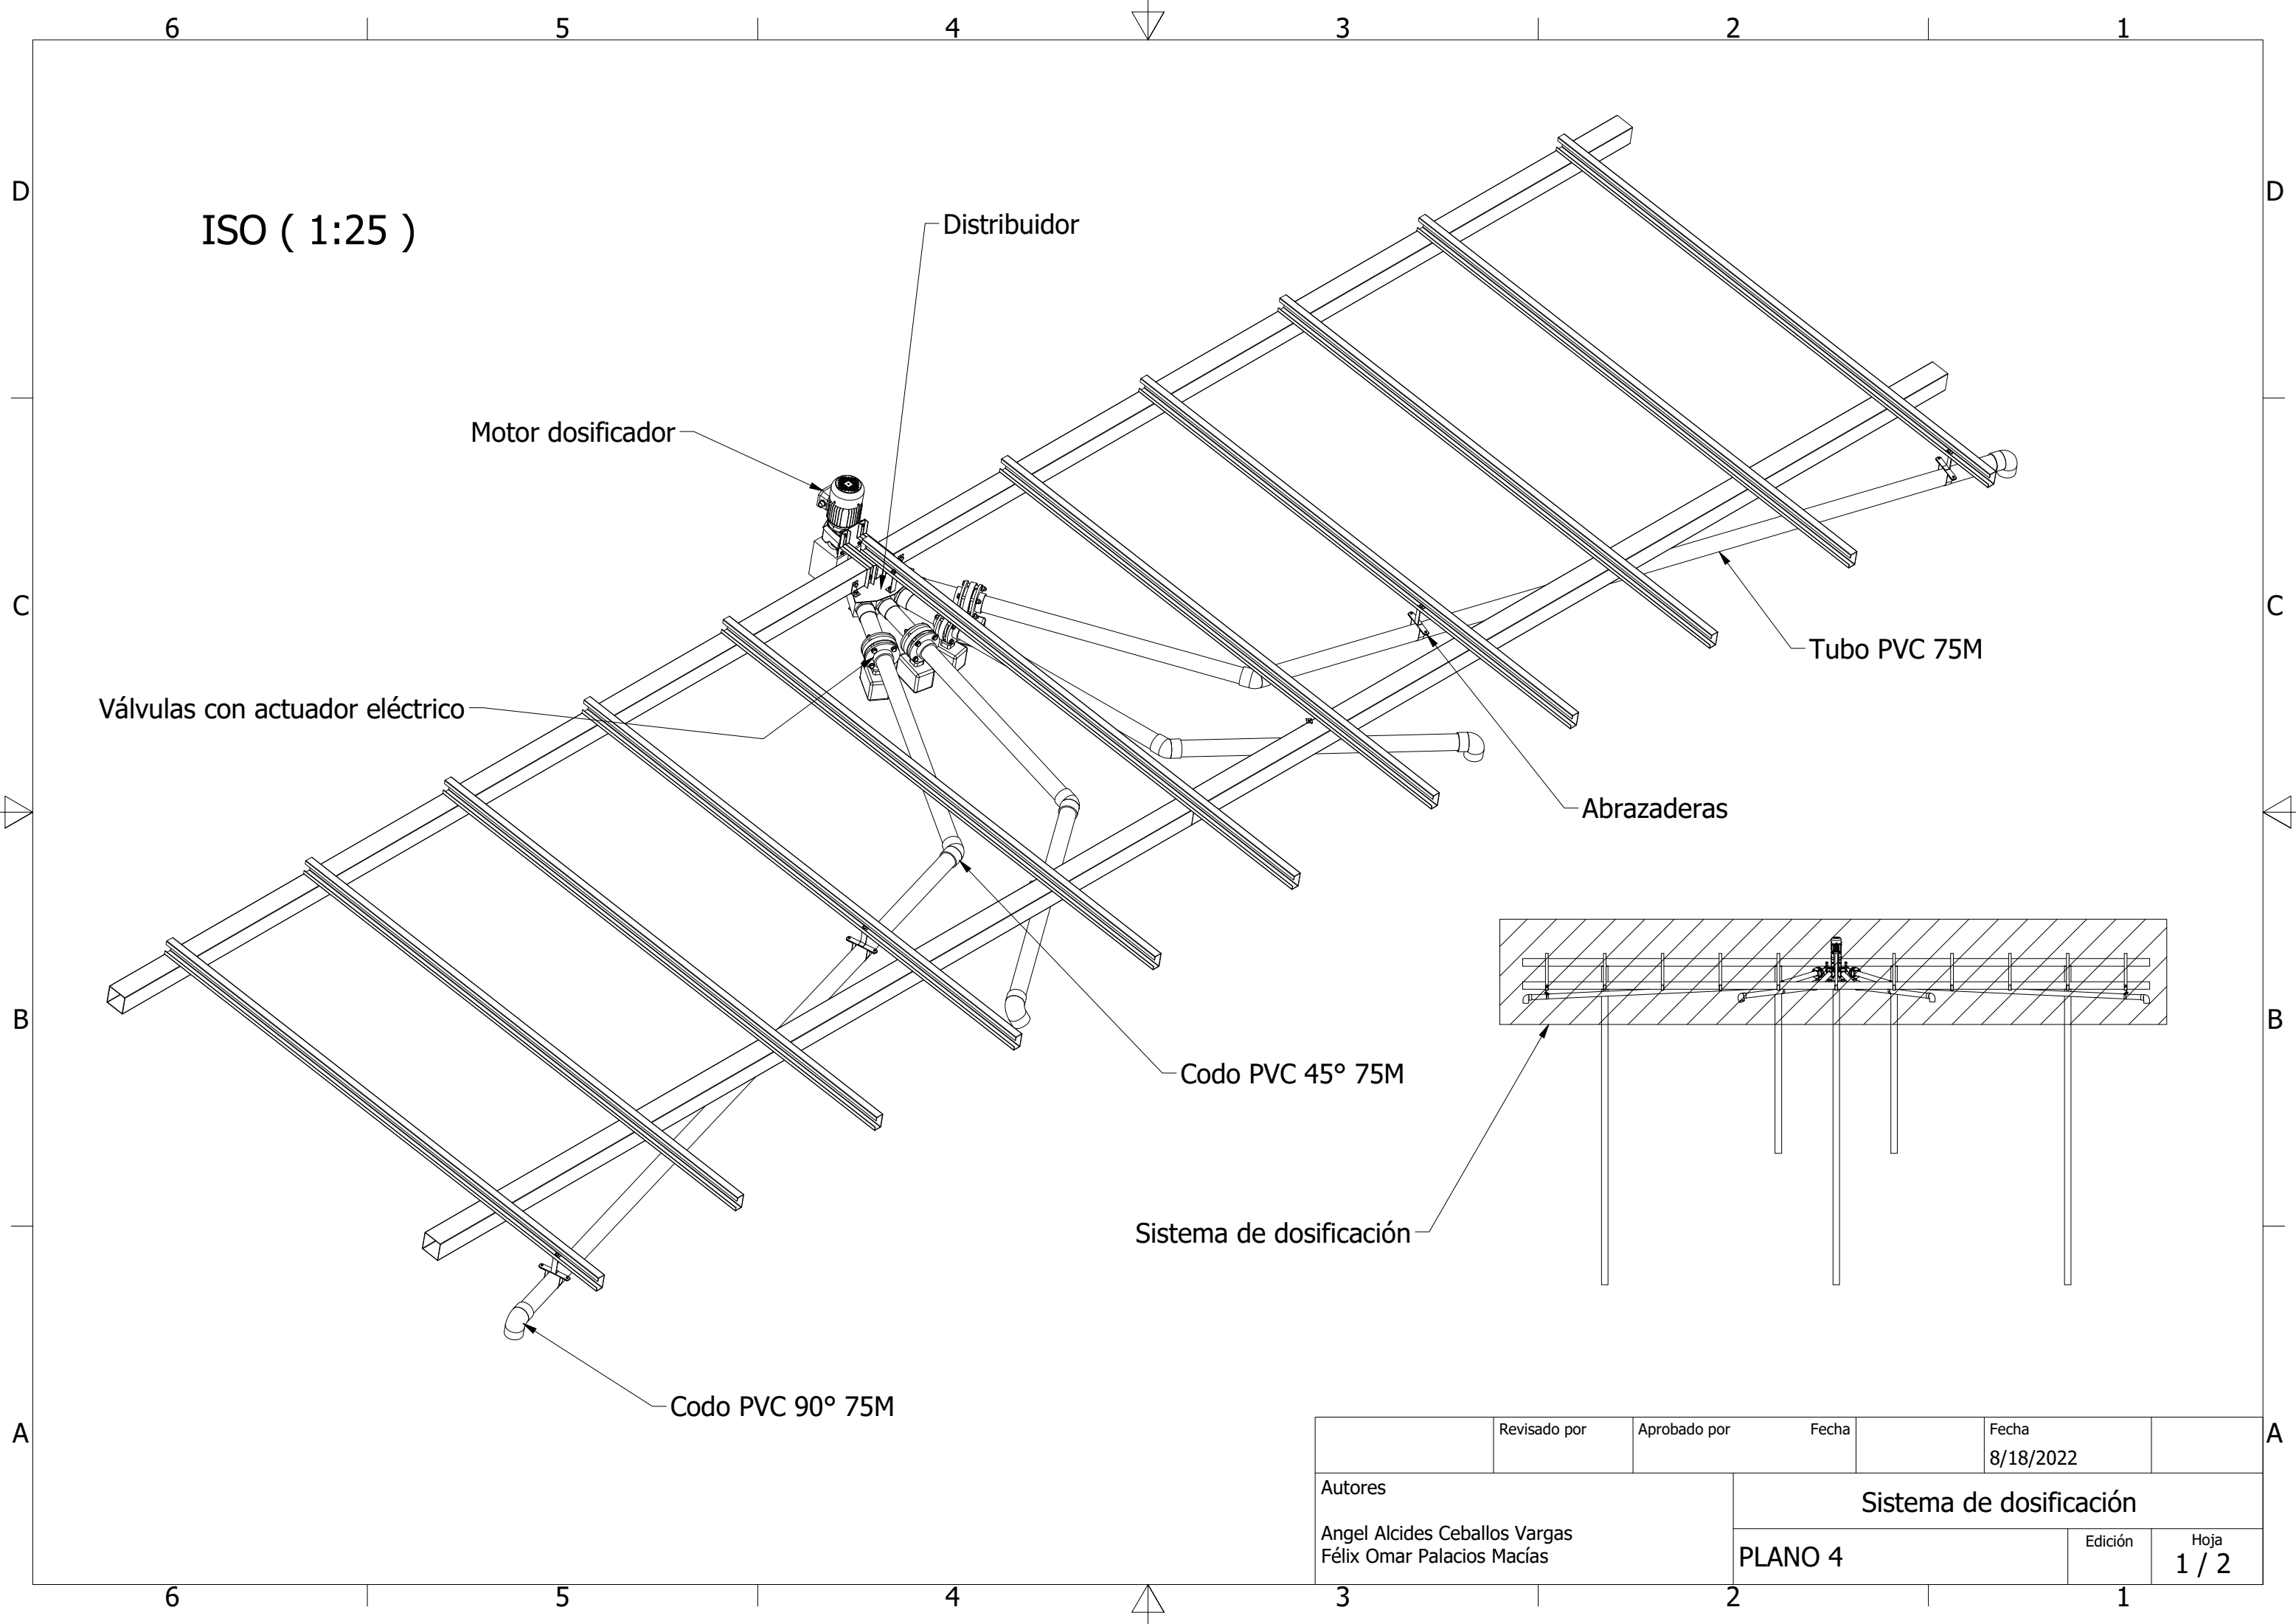 6 5 4 3 2 1
D D
ISO ( 1:25 )
Distribuidor
Motor dosificador
C C
Tubo PVC 75M
Válvulas con actuador eléctrico
Abrazaderas
B B
Codo PVC 45° 75M
Sistema de dosificación
Codo PVC 90° 75M
A A
Revisado por Aprobado por Fecha Fecha
8/18/2022
Autores
Sistema de dosificación
Angel Alcides Ceballos Vargas
Félix Omar Palacios Macías
PLANO 4
Edición
Hoja
1 / 2
6 5 4 3 2 1